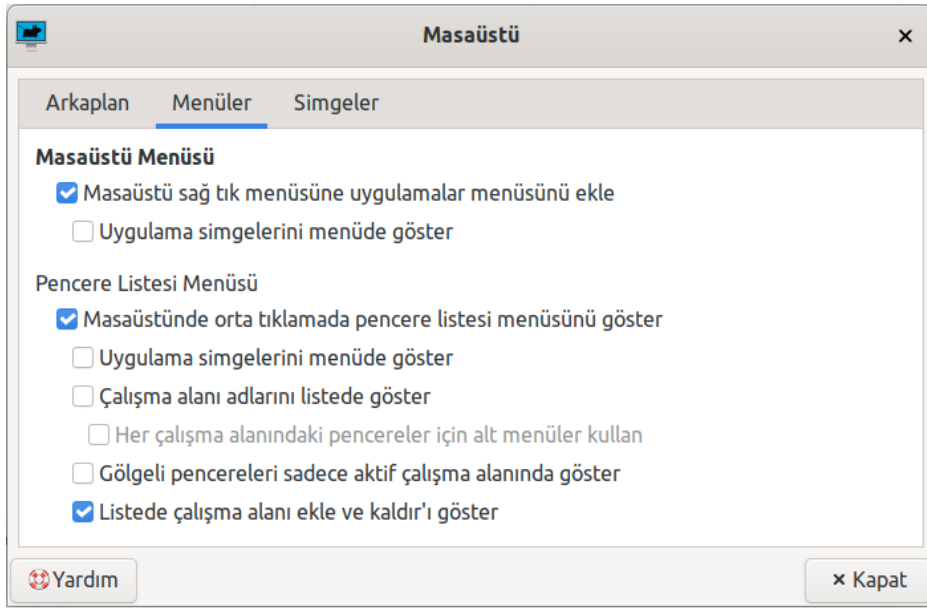 Masaüstü
Arkaplan Menüler Simgeler
Masaüstü Menüsü
Masaüstü sağ tık menüsüne uygulamalar menüsünü ekle
Uygulama simgelerini menüde göster
Pencere Listesi Menüsü
Masaüstünde orta tıklamada pencere listesi menüsünü göster
Uygulama simgelerini menüde göster
Çalışma alanı adlarını listede göster
Her çalışma alanındaki pencereler için alt menüler kullan
Gölgeli pencereleri sadece aktif çalışma alanında göster
Listede çalışma alanı ekle ve kaldır'ı göster
Yardım Kapat